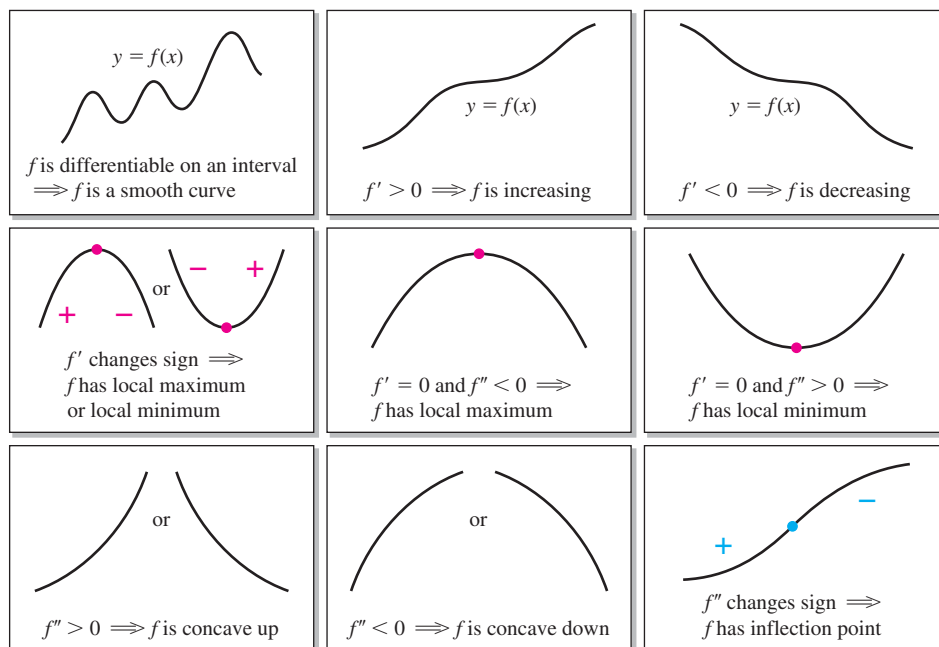 y = f(x)
f is differentiable on an interval
⟹ f is a smooth curve
y = f(x)
f′ > 0 ⟹ f is increasing
y = f(x)
f′ < 0 ⟹ f is decreasing
+ − or − +
f′ changes sign ⟹
f has local maximum
or local minimum
f′ = 0 and f″ < 0 ⟹
f has local maximum
f′ = 0 and f″ > 0 ⟹
f has local minimum
or
f″ > 0 ⟹ f is concave up
or
f″ < 0 ⟹ f is concave down
+ −
f″ changes sign ⟹
f has inflection point